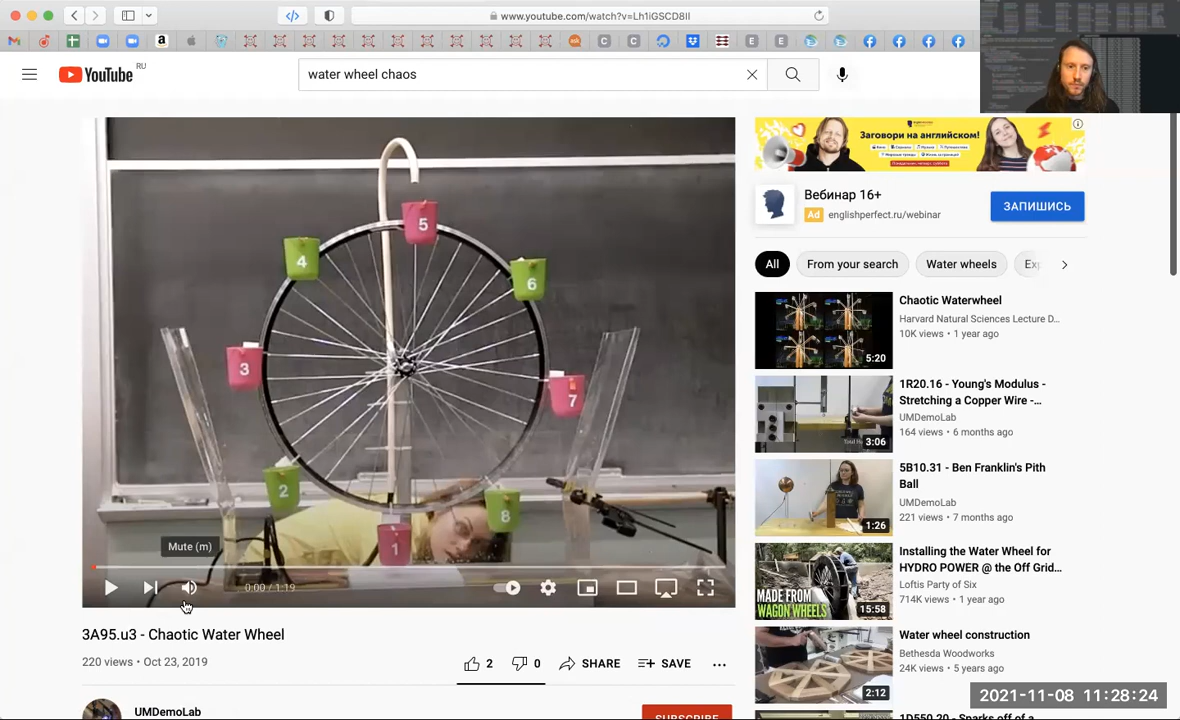 www.youtube.com/watch?v=Lh1iGSCD8II
YouTube RU
water wheel chaos
5
4
6
3
7
2
8
1
Mute (m)
0:00 / 1:19
3A95.u3 - Chaotic Water Wheel
220 views • Oct 23, 2019
2
0
SHARE
SAVE
UMDemoLab
SUBSCRIBE
Заговори на английском!
Вебинар 16+
Ad englishperfect.ru/webinar
ЗАПИШИСЬ
All
From your search
Water wheels
Chaotic Waterwheel
Harvard Natural Sciences Lecture D...
10K views • 1 year ago
5:20
1R20.16 - Young's Modulus -
Stretching a Copper Wire -...
UMDemoLab
164 views • 6 months ago
3:06
5B10.31 - Ben Franklin's Pith
Ball
UMDemoLab
221 views • 7 months ago
1:26
Installing the Water Wheel for
HYDRO POWER @ the Off Grid...
Loftis Party of Six
714K views • 1 year ago
MADE FROM
WAGON WHEELS
15:58
Water wheel construction
Bethesda Woodworks
24K views • 5 years ago
2:12
2021-11-08 11:28:24